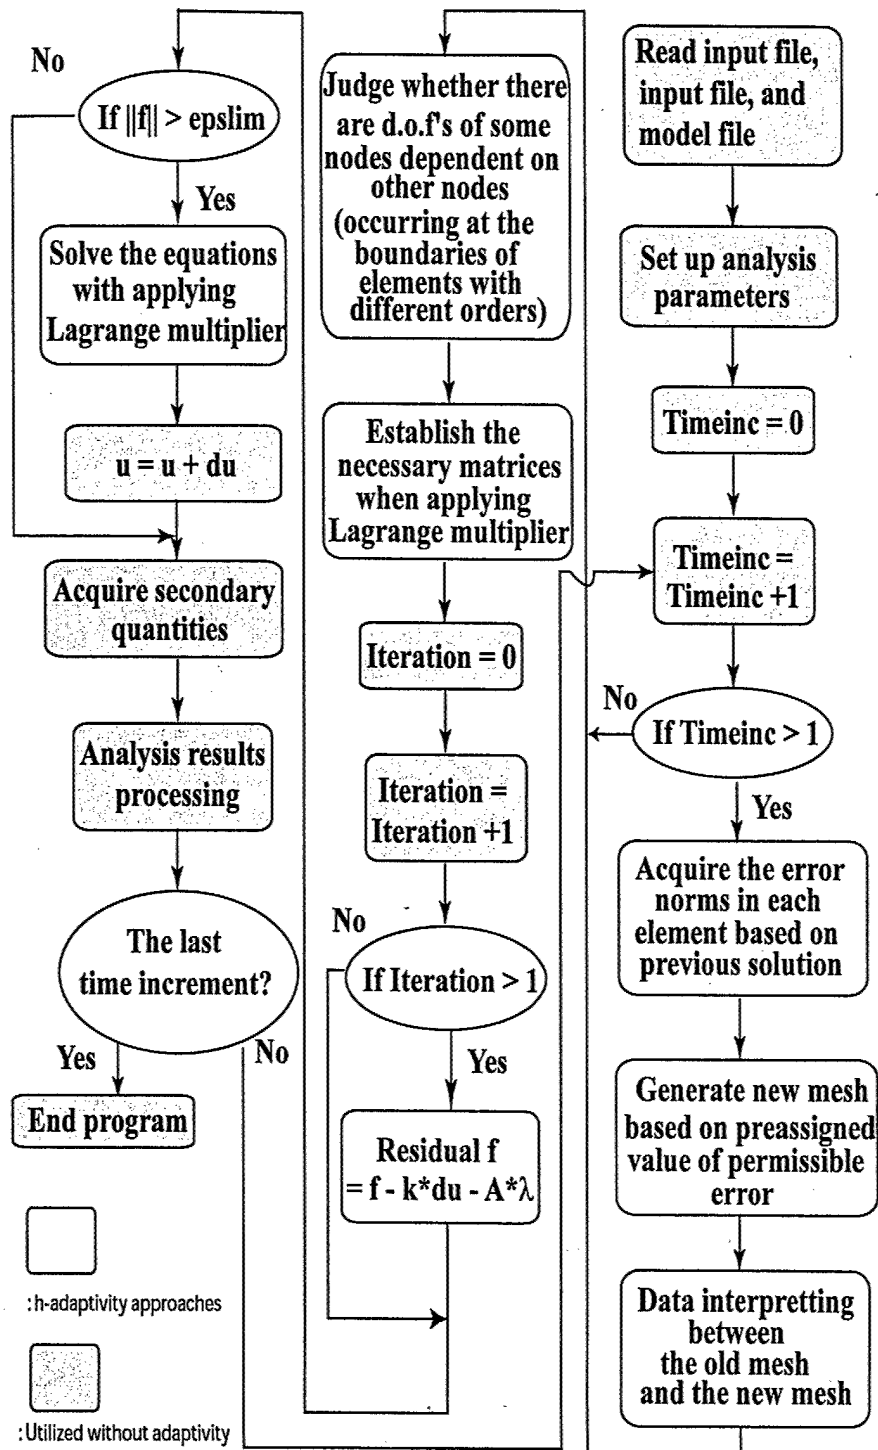 No
If ||f|| > epslim
Yes
Solve the equations
with applying
Lagrange multiplier
u = u + du
Acquire secondary
quantities
Analysis results
processing
The last
time increment?
Yes
No
End program
: h-adaptivity approaches
: Utilized without adaptivity
Judge whether there
are d.o.f's of some
nodes dependent on
other nodes
(occurring at the
boundaries of
elements with
different orders)
Establish the
necessary matrices
when applying
Lagrange multiplier
Iteration = 0
Iteration =
Iteration +1
No
If Iteration > 1
Yes
Residual f
= f - k*du - A*λ
Read input file,
input file, and
model file
Set up analysis
parameters
Timeinc = 0
Timeinc =
Timeinc +1
No
If Timeinc > 1
Yes
Acquire the error
norms in each
element based on
previous solution
Generate new mesh
based on preassigned
value of permissible
error
Data interpretting
between
the old mesh
and the new mesh